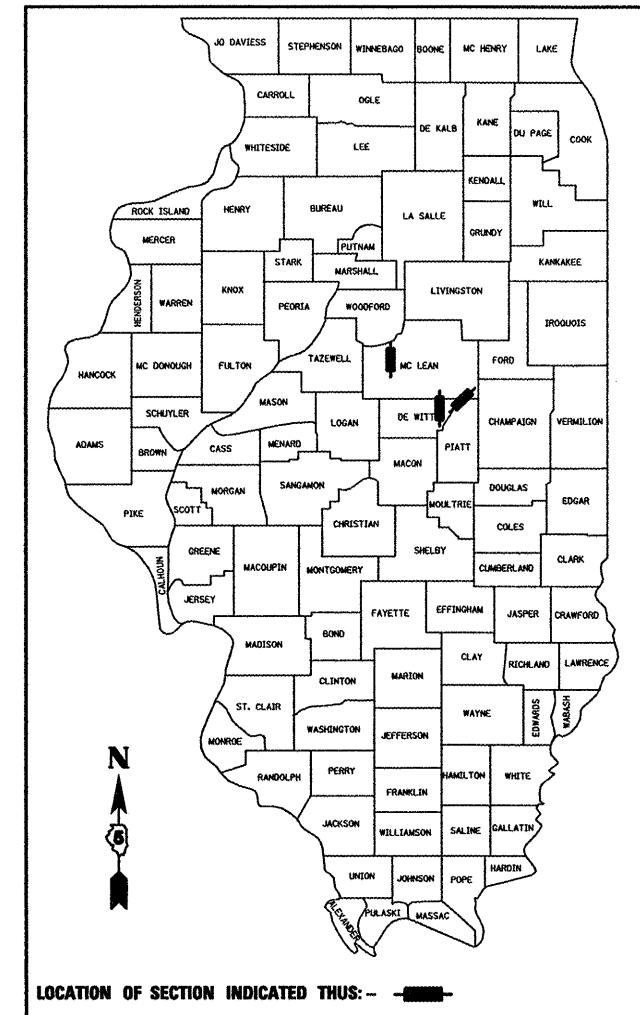 JO DAVIESS STEPHENSON WINNEBAGO BOONE MC HENRY LAKE
CARROLL OGLE DE KALB KANE DU PAGE COOK
WHITESIDE LEE
KENDALL WILL
ROCK ISLAND HENRY BUREAU LA SALLE GRUNDY
MERCER PUTNAM
STARK MARSHALL KANKAKEE
HENDERSON WARREN KNOX PEORIA WOODFORD LIVINGSTON IROQUOIS
HANCOCK MC DONOUGH FULTON TAZEWELL MC LEAN FORD
SCHUYLER MASON LOGAN DE WITT PIATT CHAMPAIGN VERMILION
ADAMS BROWN CASS MENARD MACON
PIKE SCOTT MORGAN SANGAMON MOULTRIE DOUGLAS EDGAR
CHRISTIAN COLES
CALHOUN GREENE MACOUPIN MONTGOMERY SHELBY CUMBERLAND CLARK
JERSEY FAYETTE EFFINGHAM JASPER CRAWFORD
MADISON BOND CLAY RICHLAND LAWRENCE
CLINTON MARION
ST. CLAIR WAYNE EDWARDS WABASH
MONROE WASHINGTON JEFFERSON
RANDOLPH PERRY HAMILTON WHITE
FRANKLIN
JACKSON WILLIAMSON SALINE GALLATIN
UNION JOHNSON POPE HARDIN
ALEXANDER PULASKI MASSAC
N
5
LOCATION OF SECTION INDICATED THUS: -